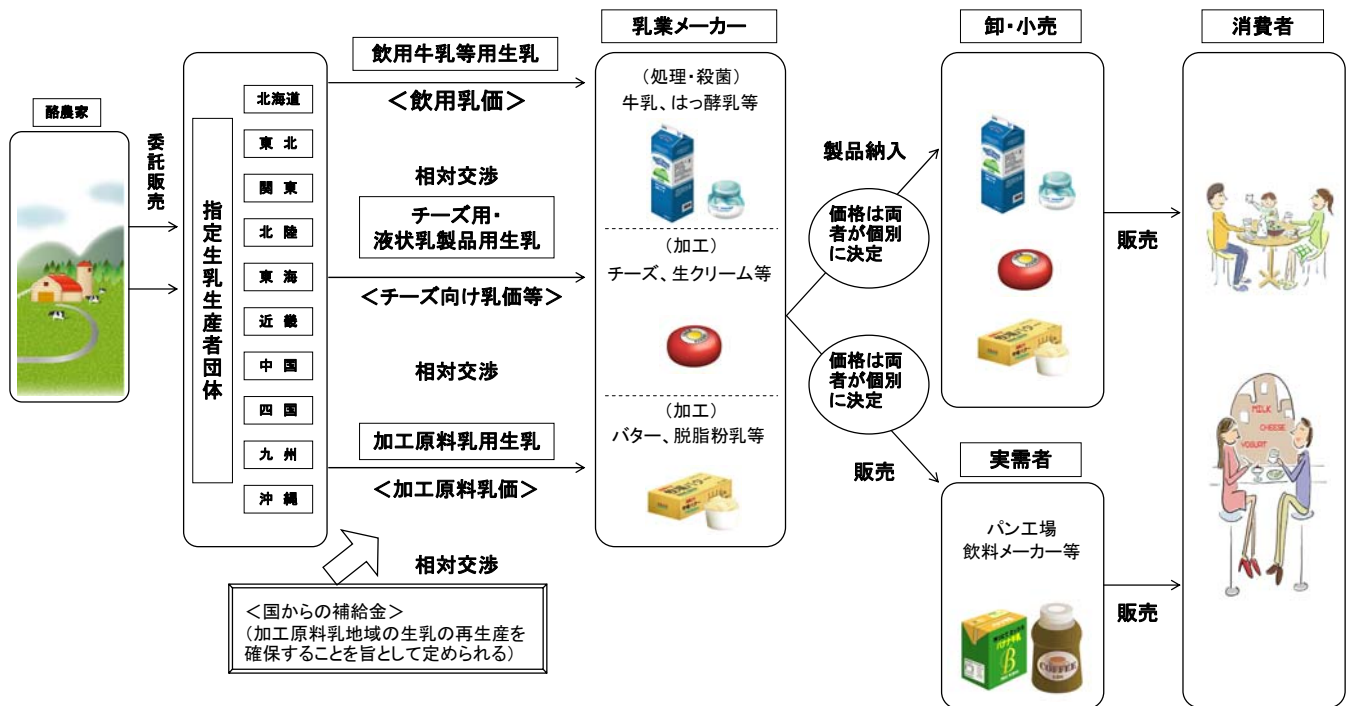 酪農家
委託販売
指定生乳生産者団体
北海道
東 北
関 東
北 陸
東 海
近 畿
中 国
四 国
九 州
沖 縄
飲用牛乳等用生乳
＜飲用乳価＞
相対交渉
チーズ用・
液状乳製品用生乳
＜チーズ向け乳価等＞
相対交渉
加工原料乳用生乳
＜加工原料乳価＞
相対交渉
＜国からの補給金＞
（加工原料乳地域の生乳の再生産を
確保することを旨として定められる）
乳業メーカー
（処理・殺菌）
牛乳、はっ酵乳等
（加工）
チーズ、生クリーム等
（加工）
バター、脱脂粉乳等
製品納入
価格は両
者が個別
に決定
価格は両
者が個別
に決定
販売
卸・小売
実需者
パン工場
飲料メーカー等
B
COFFEE
販売
販売
消費者
MILK
CHEESE
YOGURT